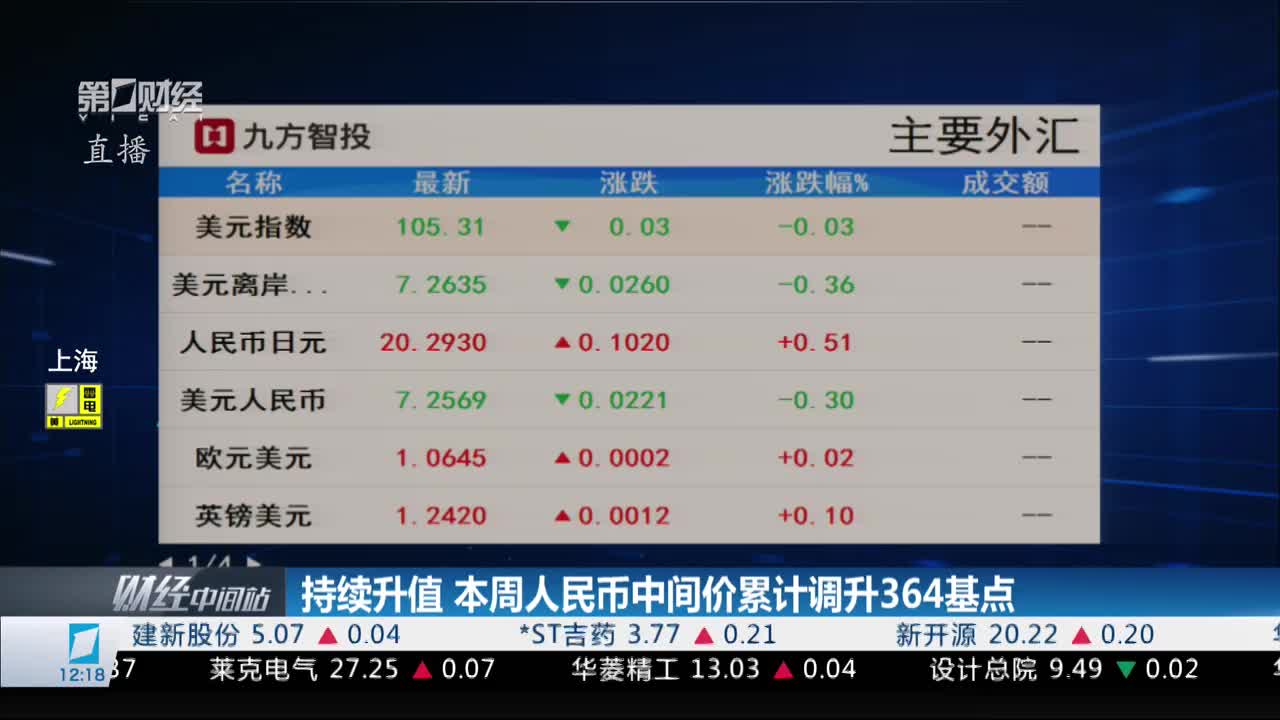 第一财经
YICAI
直播
九方智投
主要外汇
名称 最新 涨跌 涨跌幅% 成交额
美元指数 105.31 ▼ 0.03 -0.03 --
美元离岸... 7.2635 ▼ 0.0260 -0.36 --
人民币日元 20.2930 ▲ 0.1020 +0.51 --
美元人民币 7.2569 ▼ 0.0221 -0.30 --
欧元美元 1.0645 ▲ 0.0002 +0.02 --
英镑美元 1.2420 ▲ 0.0012 +0.10 --
上海
雷电
黄 LIGHTNING
◀ 1/4 ▶
财经中间站
持续升值 本周人民币中间价累计调升364基点
建新股份 5.07 ▲ 0.04 *ST吉药 3.77 ▲ 0.21 新开源 20.22 ▲ 0.20
12:18
37 莱克电气 27.25 ▲ 0.07 华菱精工 13.03 ▲ 0.04 设计总院 9.49 ▼ 0.02